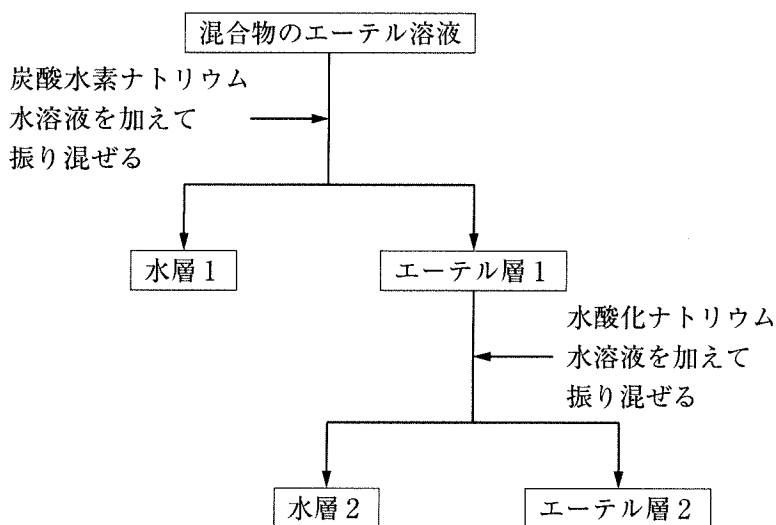 混合物のエーテル溶液
炭酸水素ナトリウム
水溶液を加えて
振り混ぜる
水層1
エーテル層1
水酸化ナトリウム
水溶液を加えて
振り混ぜる
水層2
エーテル層2